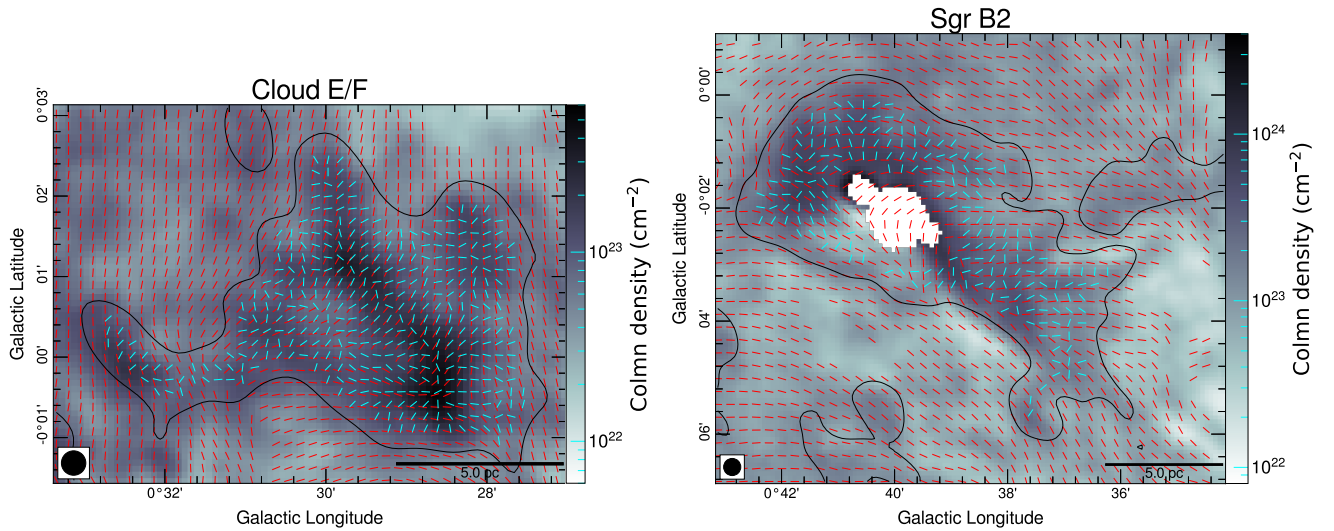 Cloud E/F
0°03'
02'
01'
00'
-0°01'
Galactic Latitude
0°32'
30'
28'
Galactic Longitude
5.0 pc
10²³
10²²
Colmn density (cm⁻²)
Sgr B2
0°00'
-0°02'
04'
06'
Galactic Latitude
0°42'
40'
38'
36'
Galactic Longitude
5.0 pc
10²⁴
10²³
10²²
Colmn density (cm⁻²)